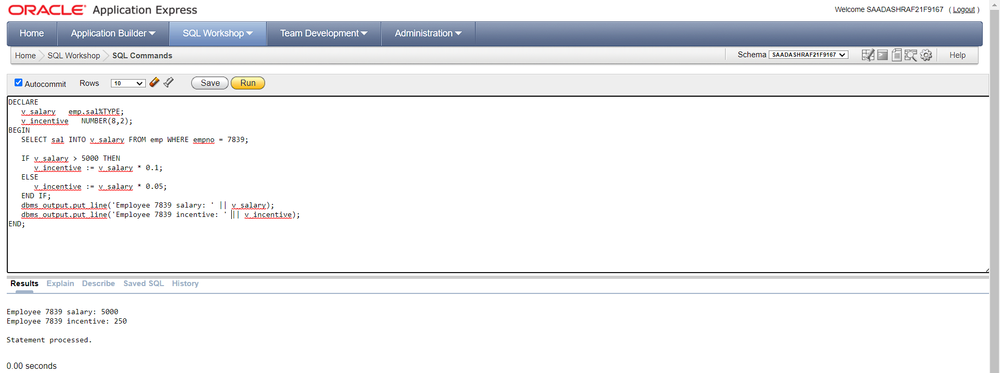 ORACLE Application Express
Welcome SAADASHRAF21F9167 ( Logout )
Home Application Builder SQL Workshop Team Development Administration
Home SQL Workshop SQL Commands Schema SAADASHRAF21F9167 Help
Autocommit Rows 10 Save Run
DECLARE
   v_salary   emp.sal%TYPE;
   v_incentive   NUMBER(8,2);
BEGIN
   SELECT sal INTO v_salary FROM emp WHERE empno = 7839;
   IF v_salary > 5000 THEN
      v_incentive := v_salary * 0.1;
   ELSE
      v_incentive := v_salary * 0.05;
   END IF;
   dbms_output.put_line('Employee 7839 salary: ' || v_salary);
   dbms_output.put_line('Employee 7839 incentive: ' || v_incentive);
END;
Results Explain Describe Saved SQL History
Employee 7839 salary: 5000
Employee 7839 incentive: 250
Statement processed.
0.00 seconds